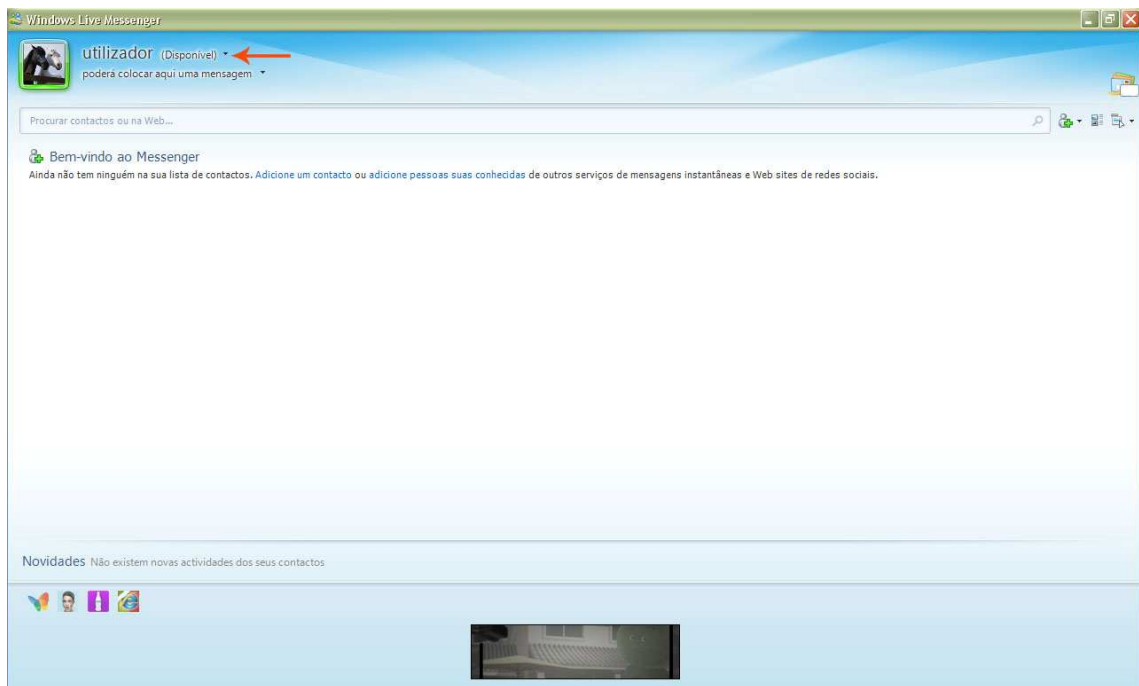 Windows Live Messenger
utilizador (Disponível)
poderá colocar aqui uma mensagem
Procurar contactos ou na Web...
Bem-vindo ao Messenger
Ainda não tem ninguém na sua lista de contactos. Adicione um contacto ou adicione pessoas suas conhecidas de outros serviços de mensagens instantâneas e Web sites de redes sociais.
Novidades Não existem novas actividades dos seus contactos